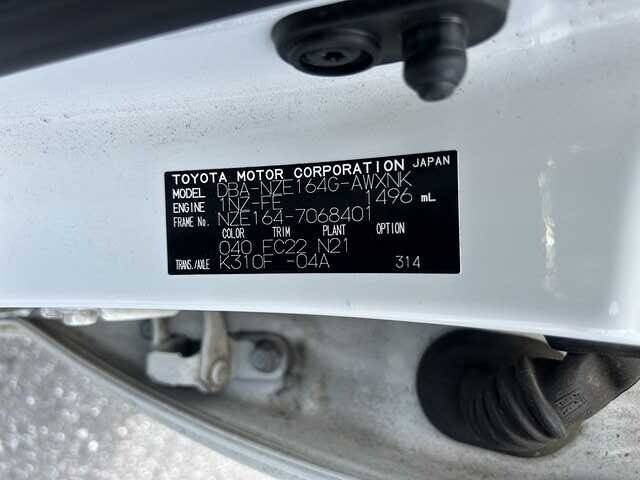 TOYOTA MOTOR CORPORATION JAPAN
MODEL DBA-NZE164G-AWXNK
ENGINE 1NZ-FE 1496 mL
FRAME No. NZE164-7068401
COLOR TRIM PLANT OPTION
040 FC22 N21
TRANS./AXLE K310F -04A 314